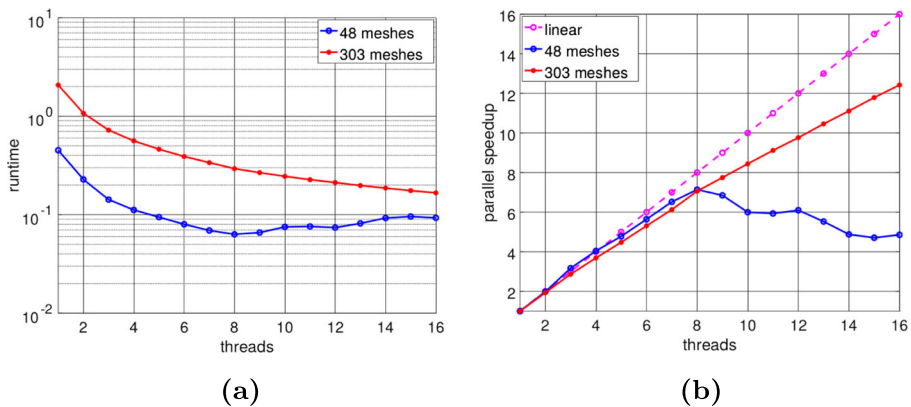 10^1
10^0
10^-1
10^-2
runtime
48 meshes
303 meshes
2 4 6 8 10 12 14 16
threads
(a)
16
14
12
10
8
6
4
2
parallel speedup
linear
48 meshes
303 meshes
2 4 6 8 10 12 14 16
threads
(b)